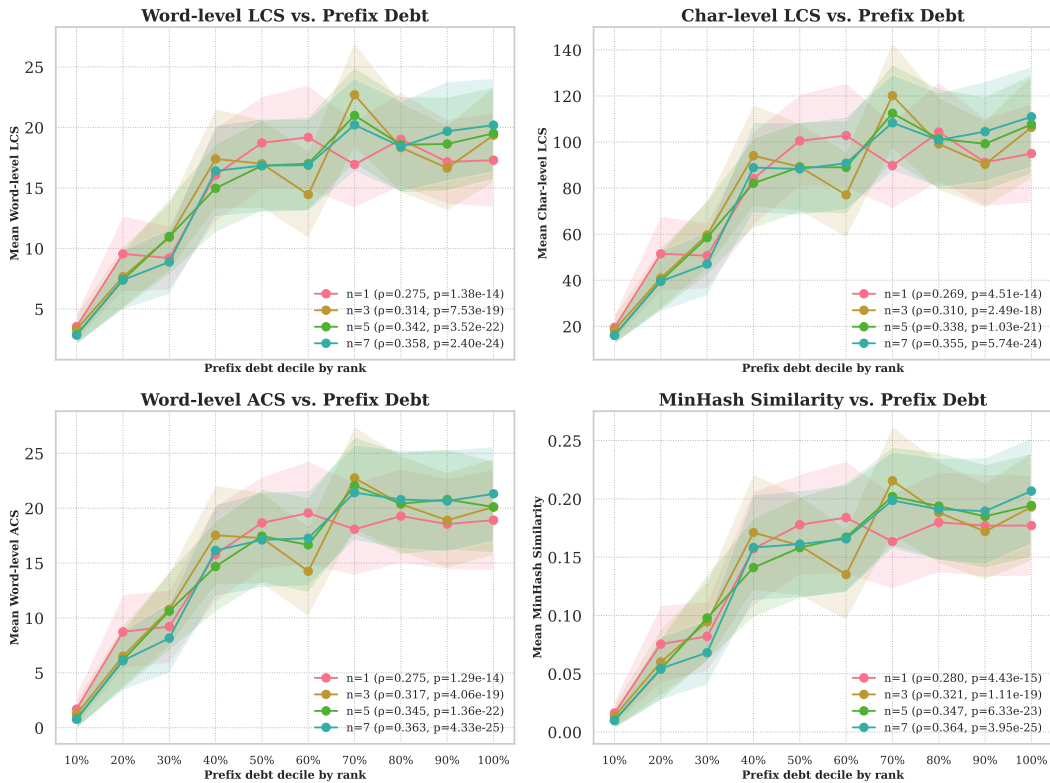 Word-level LCS vs. Prefix Debt
Mean Word-level LCS
25
20
15
10
5
n=1 (ρ=0.275, p=1.38e-14)
n=3 (ρ=0.314, p=7.53e-19)
n=5 (ρ=0.342, p=3.52e-22)
n=7 (ρ=0.358, p=2.40e-24)
Prefix debt decile by rank
Char-level LCS vs. Prefix Debt
Mean Char-level LCS
140
120
100
80
60
40
20
n=1 (ρ=0.269, p=4.51e-14)
n=3 (ρ=0.310, p=2.49e-18)
n=5 (ρ=0.338, p=1.03e-21)
n=7 (ρ=0.355, p=5.74e-24)
Prefix debt decile by rank
Word-level ACS vs. Prefix Debt
Mean Word-level ACS
25
20
15
10
5
0
n=1 (ρ=0.275, p=1.29e-14)
n=3 (ρ=0.317, p=4.06e-19)
n=5 (ρ=0.345, p=1.36e-22)
n=7 (ρ=0.363, p=4.33e-25)
10% 20% 30% 40% 50% 60% 70% 80% 90% 100%
Prefix debt decile by rank
MinHash Similarity vs. Prefix Debt
Mean MinHash Similarity
0.25
0.20
0.15
0.10
0.05
0.00
n=1 (ρ=0.280, p=4.43e-15)
n=3 (ρ=0.321, p=1.11e-19)
n=5 (ρ=0.347, p=6.33e-23)
n=7 (ρ=0.364, p=3.95e-25)
10% 20% 30% 40% 50% 60% 70% 80% 90% 100%
Prefix debt decile by rank